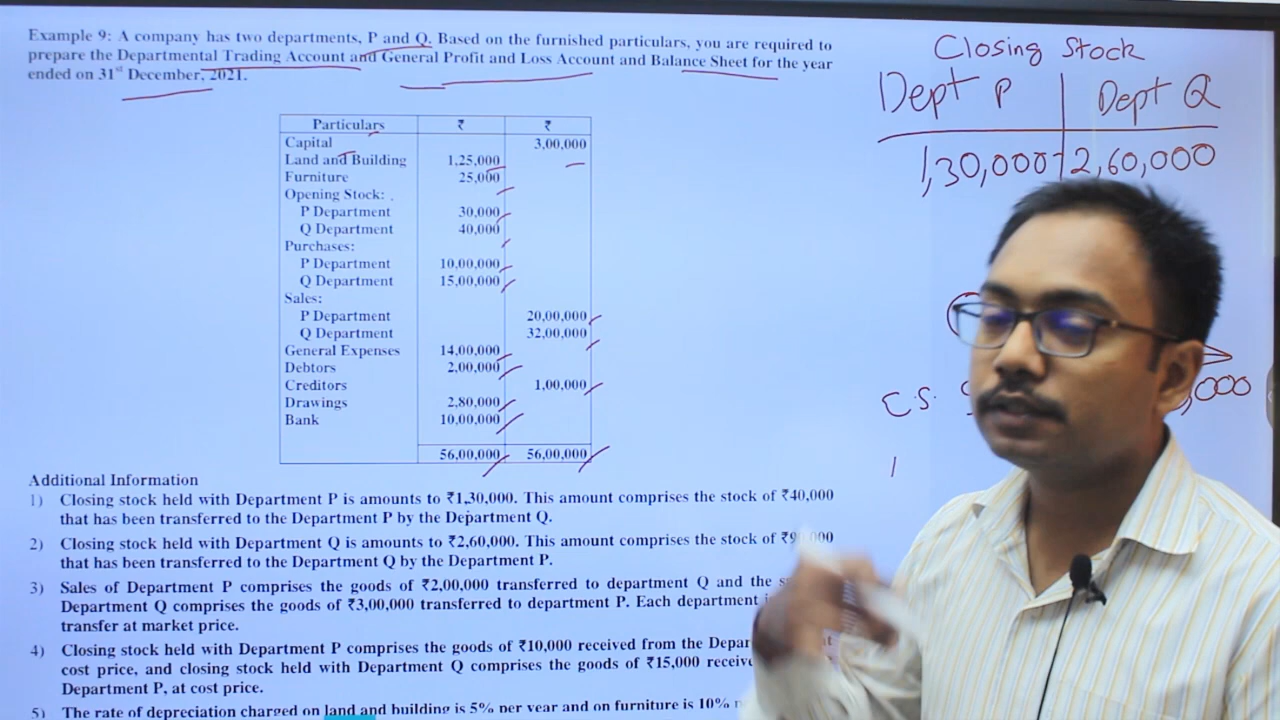 Example 9: A company has two departments, P and Q. Based on the furnished particulars, you are required to
prepare the Departmental Trading Account and General Profit and Loss Account and Balance Sheet for the year
ended on 31st December, 2021.
Closing Stock
Dept P Dept Q
1,30,000 2,60,000
Particulars ₹ ₹
Capital 3,00,000
Land and Building 1,25,000
Furniture 25,000
Opening Stock:
P Department 30,000
Q Department 40,000
Purchases:
P Department 10,00,000
Q Department 15,00,000
Sales:
P Department 20,00,000
Q Department 32,00,000
General Expenses 14,00,000
Debtors 2,00,000
Creditors 1,00,000
Drawings 2,80,000
Bank 10,00,000
56,00,000 56,00,000
C.S.
,000
Additional Information
1) Closing stock held with Department P is amounts to ₹1,30,000. This amount comprises the stock of ₹40,000
that has been transferred to the Department P by the Department Q.
2) Closing stock held with Department Q is amounts to ₹2,60,000. This amount comprises the stock of
that has been transferred to the Department Q by the Department P.
3) Sales of Department P comprises the goods of ₹2,00,000 transferred to department Q and the
Department Q comprises the goods of ₹3,00,000 transferred to department P. Each department
transfer at market price.
4) Closing stock held with Department P comprises the goods of ₹10,000 received from the
cost price, and closing stock held with Department Q comprises the goods of ₹15,000
Department P, at cost price.
5) The rate of depreciation charged on land and building is 5% per year and on furniture is 10%